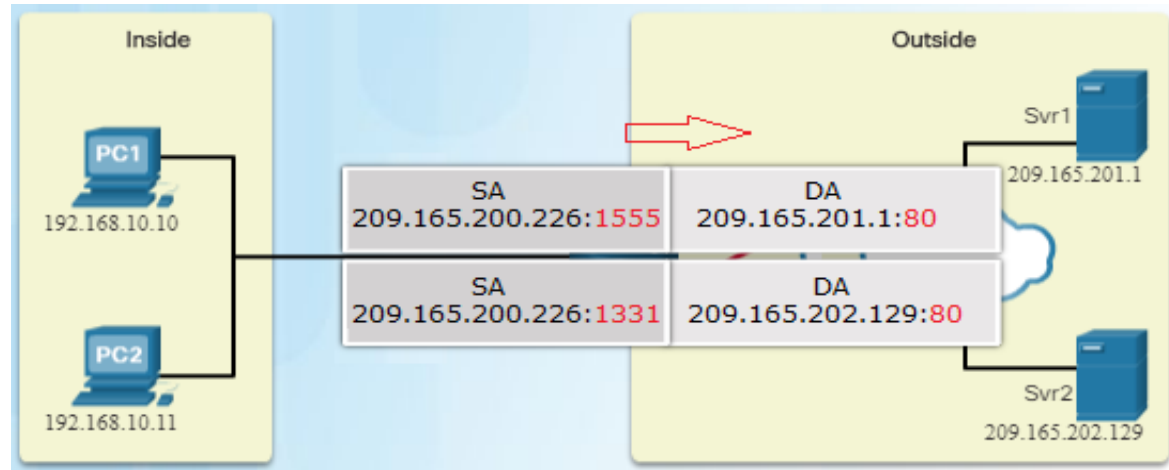 Inside
Outside
PC1
192.168.10.10
Svr1
209.165.201.1
SA
209.165.200.226:1555
DA
209.165.201.1:80
SA
209.165.200.226:1331
DA
209.165.202.129:80
PC2
192.168.10.11
Svr2
209.165.202.129